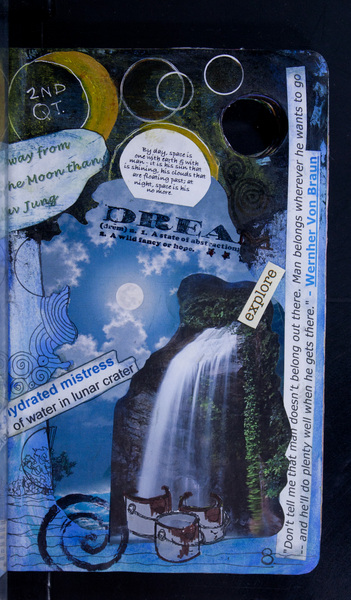 2ND
QT.
way from
he Moon than
Jung
By day, space is
one with earth & with
man - it is his sun that
is shining, his clouds that
are floating past; at
night, space is his
no more.
DREA
(drēm) n. 1. A state of abstraction.
2. A wild fancy or hope.
explore
ydrated mistress
of water in lunar crater
"Don't tell me that man doesn't belong out there. Man belongs wherever he wants to go
-- and he'll do plenty well when he gets there." - Wernher Von Braun